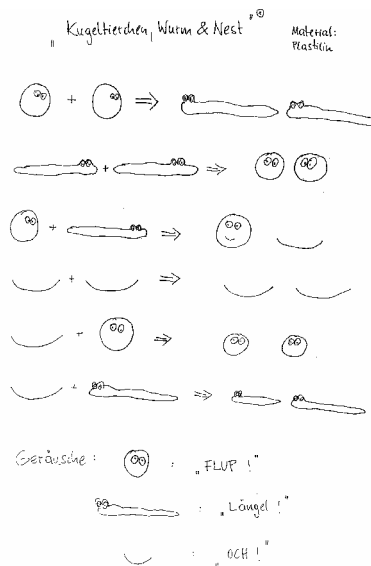 „Kugeltierchen, Wurm & Nest"
Material:
Plastilin
+ ⇒
+ ⇒
+ ⇒
+ ⇒
+ ⇒
+ ⇒
Geräusche: : „FLUP!"
: „Längel!"
: „OCH!"